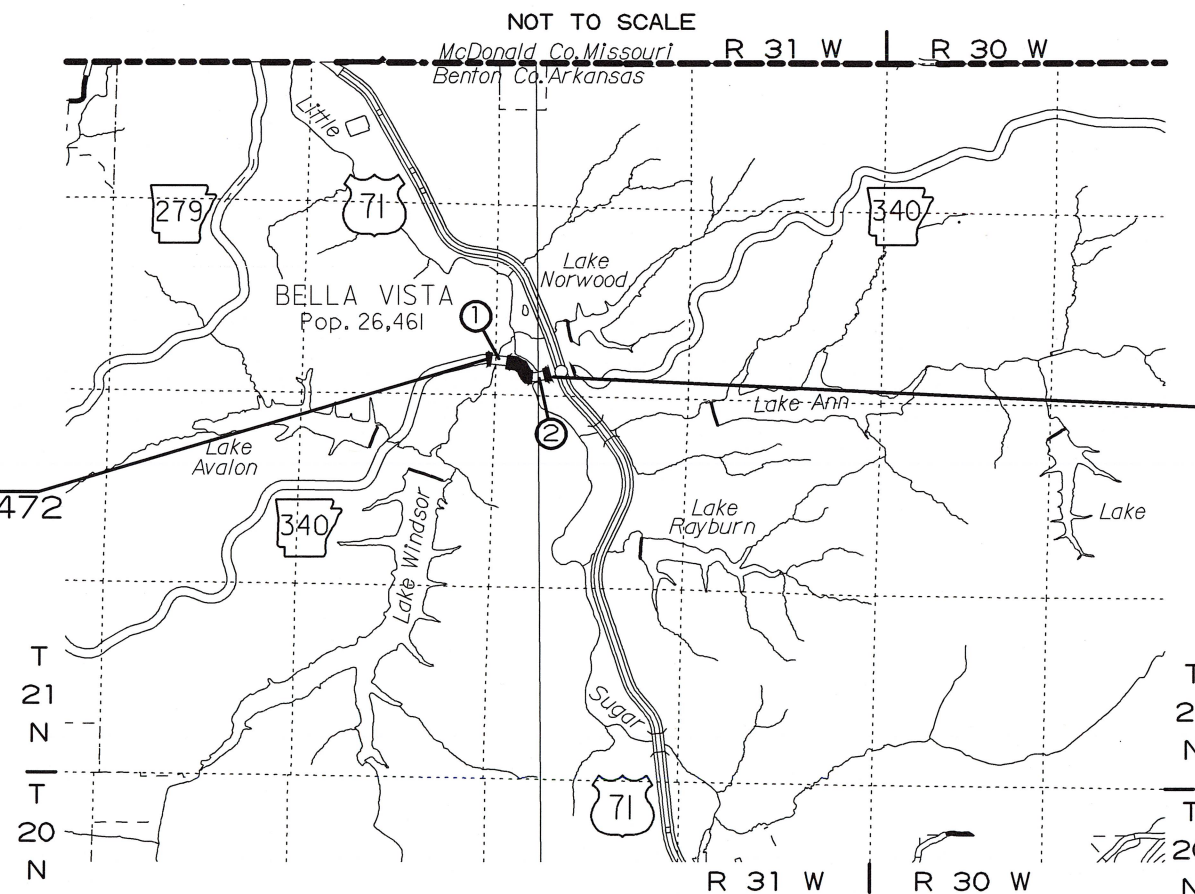 NOT TO SCALE
McDonald Co. Missouri
R 31 W
R 30 W
Benton Co. Arkansas
Little
279
71
340
Lake
Norwood
BELLA VISTA
Pop. 26,461
1
2
Lake Ann
Lake
Avalon
472
340
Lake Windsor
Lake
Rayburn
Lake
T
21
N
T
2
N
Sugar
T
20
N
71
T
20
N
R 31 W
R 30 W